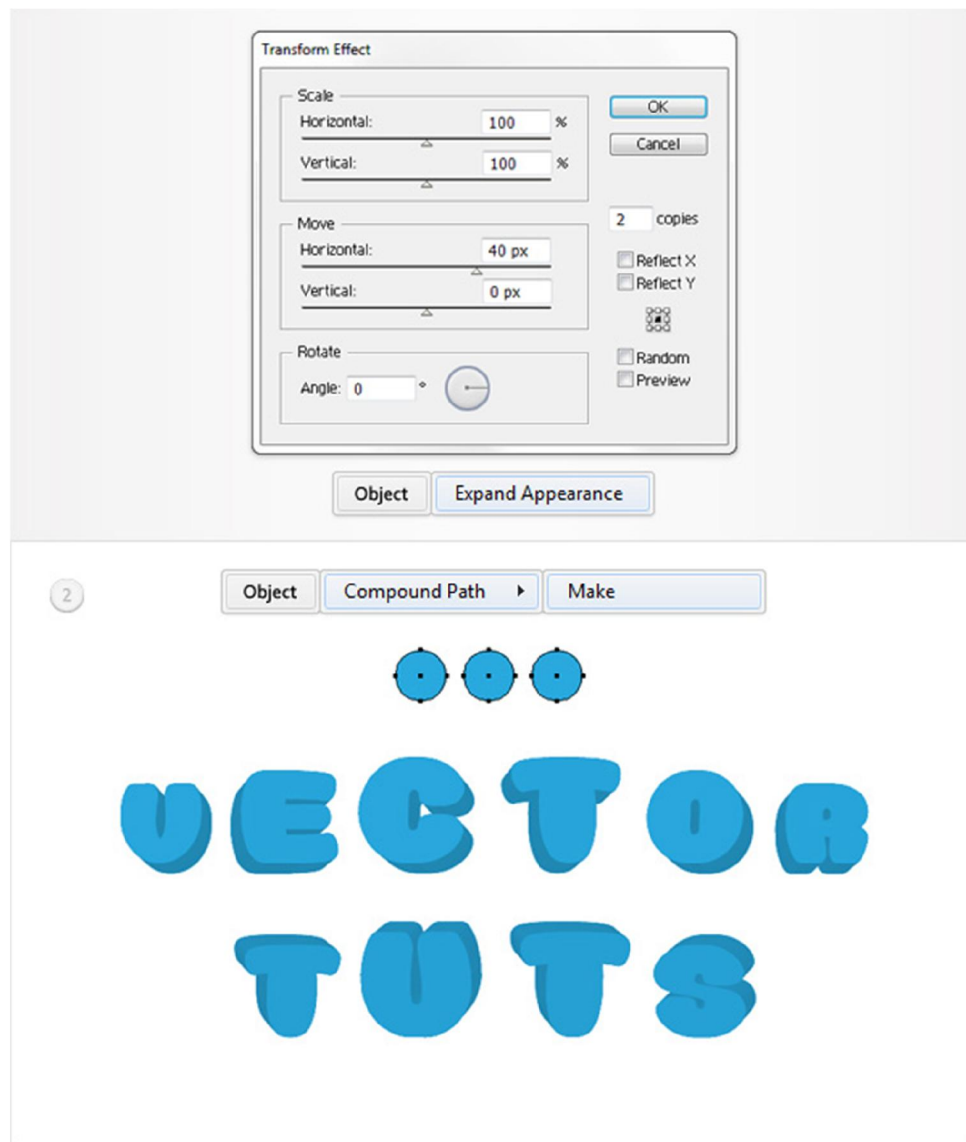 Transform Effect
Scale
Horizontal: 100 %
Vertical: 100 %
OK
Cancel
Move
Horizontal: 40 px
Vertical: 0 px
2 copies
Reflect X
Reflect Y
Random
Preview
Rotate
Angle: 0 °
Object Expand Appearance
2
Object Compound Path Make
VECTOR
TUTS